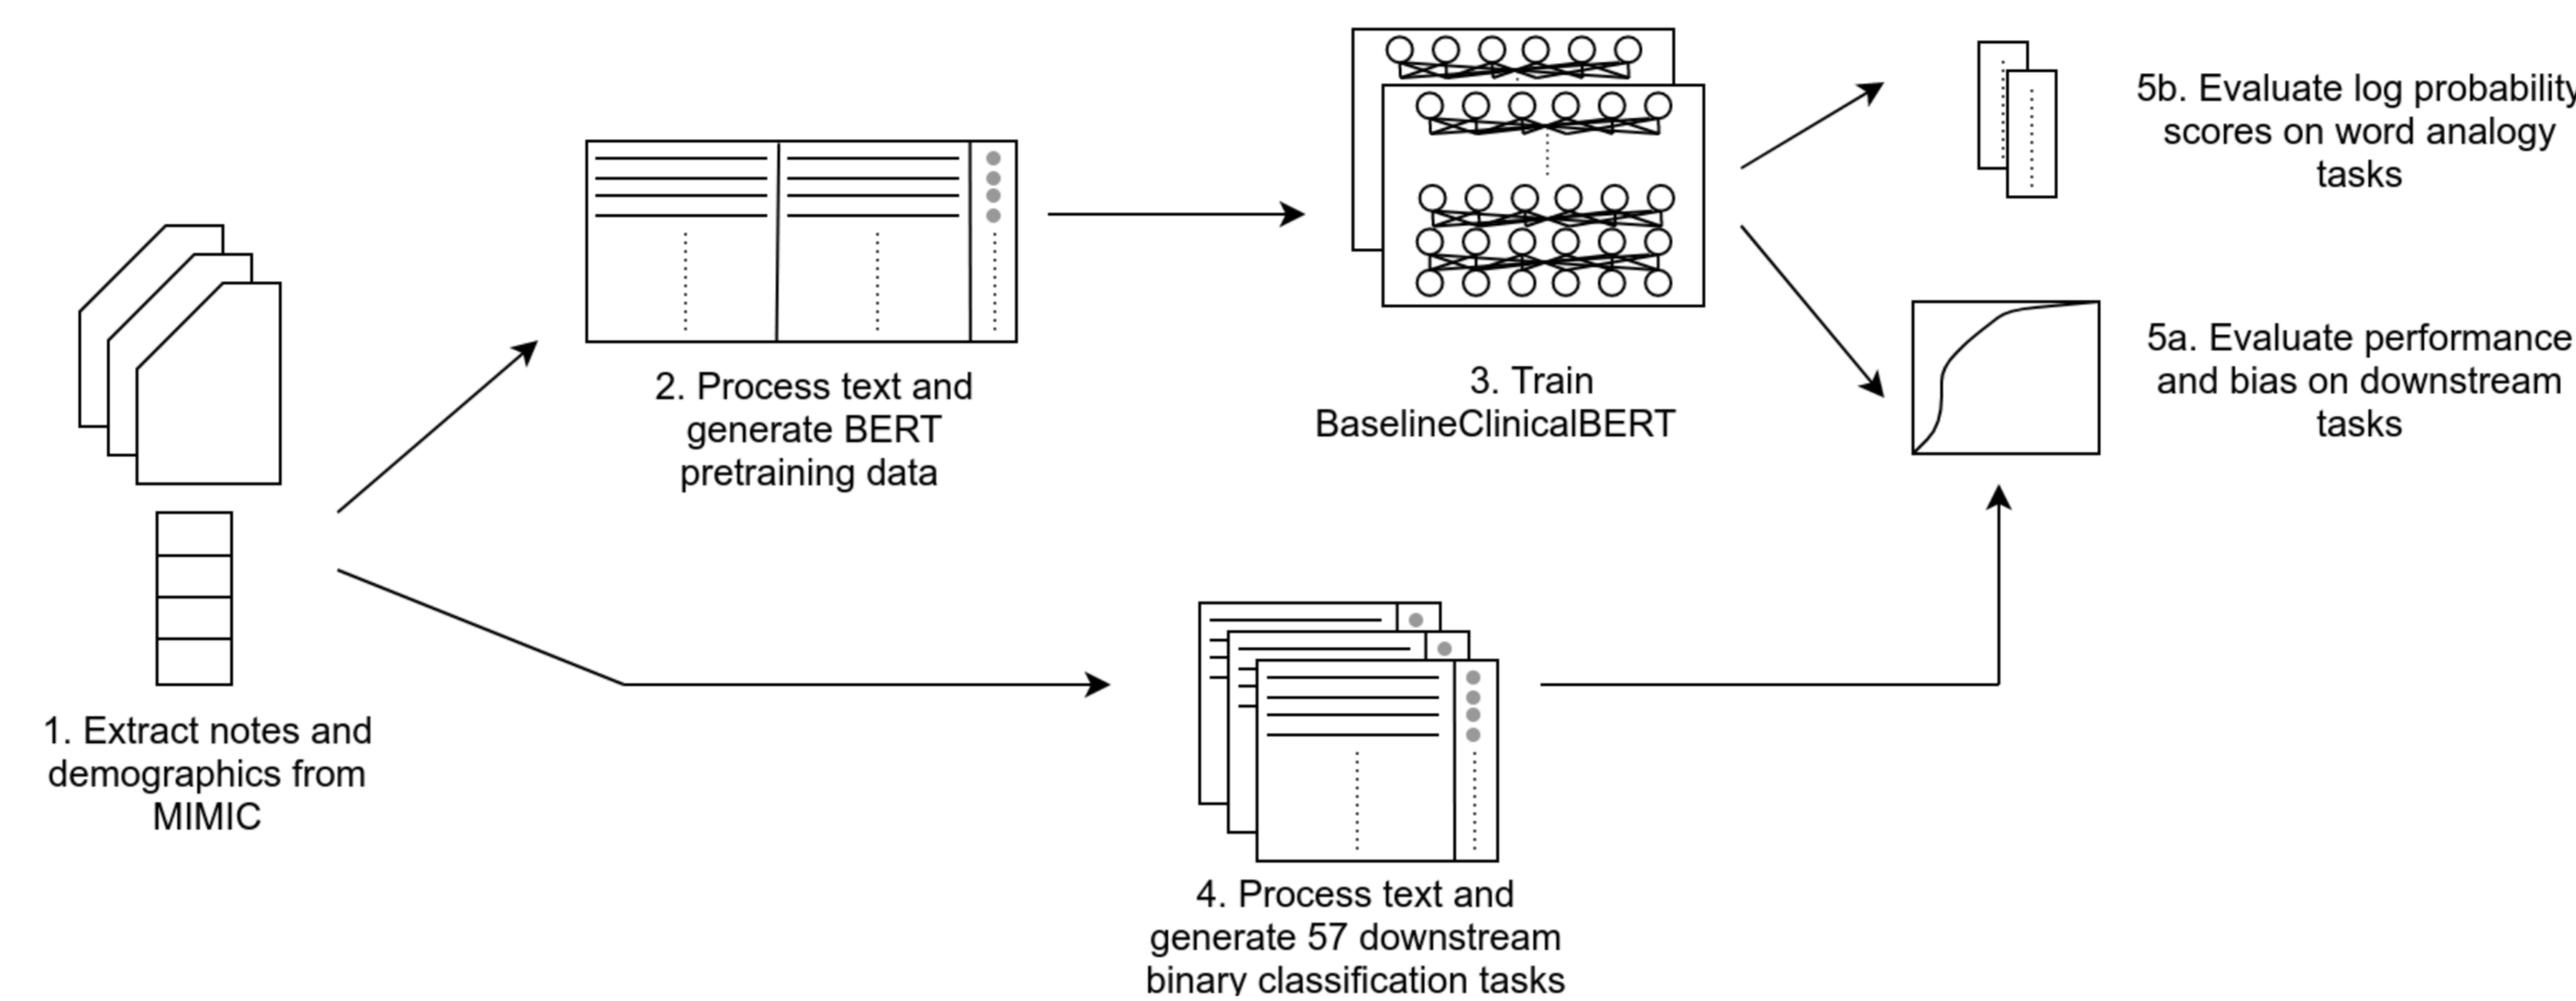 1. Extract notes and
demographics from
MIMIC
2. Process text and
generate BERT
pretraining data
3. Train
BaselineClinicalBERT
4. Process text and
generate 57 downstream
binary classification tasks
5b. Evaluate log probability
scores on word analogy
tasks
5a. Evaluate performance
and bias on downstream
tasks